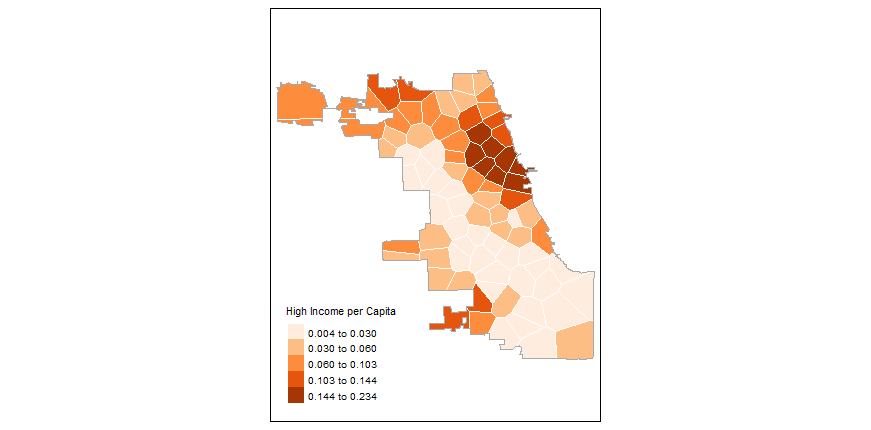 High Income per Capita
0.004 to 0.030
0.030 to 0.060
0.060 to 0.103
0.103 to 0.144
0.144 to 0.234